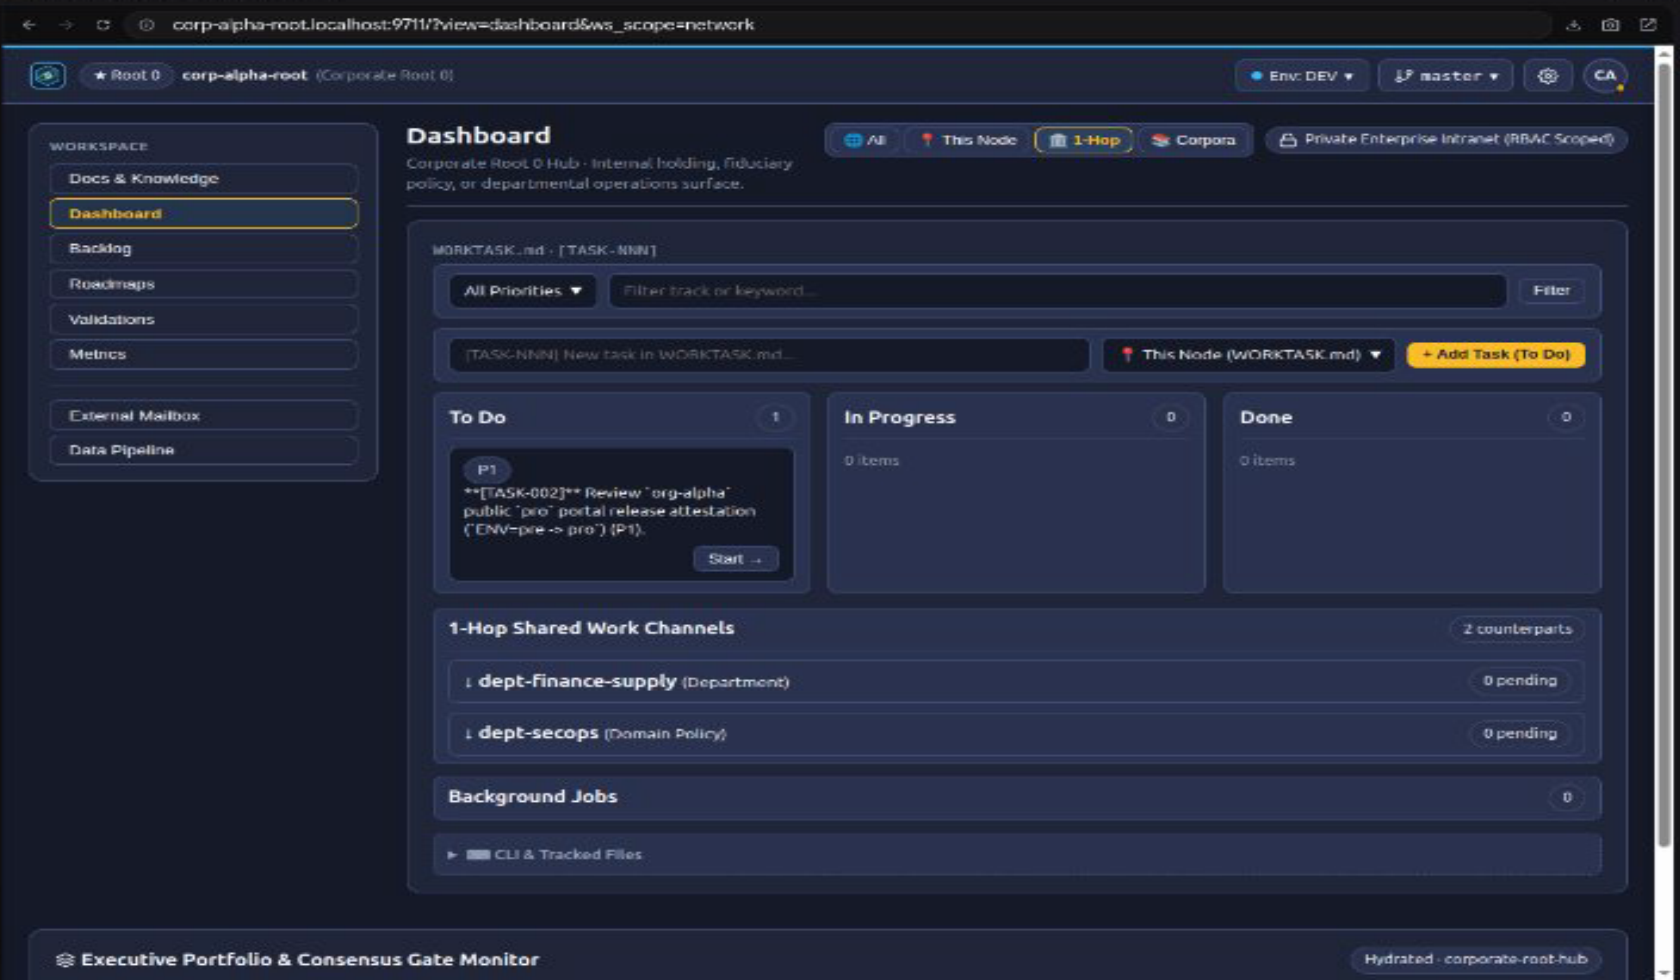 corp-alpha-root.localhost:9711/?view=dashboard&ws_scope=network
★ Root 0 corp-alpha-root (Corporate Root 0)
Env: DEV ▾
master ▾
CA
WORKSPACE
Docs & Knowledge
Dashboard
Backlog
Roadmaps
Validations
Metrics
External Mailbox
Data Pipeline
Dashboard
Corporate Root 0 Hub · Internal holding, fiduciary
policy, or departmental operations surface.
All
This Node
1-Hop
Corpora
Private Enterprise Intranet (RBAC Scoped)
WORKTASK.md · [TASK-NNN]
All Priorities ▼
Filter track or keyword...
Filter
[TASK-NNN] New task in WORKTASK.md...
This Node (WORKTASK.md) ▼
+ Add Task (To Do)
To Do 1
P1
**[TASK-002]** Review `org-alpha`
public `pro` portal release attestation
(`ENV=pre -> pro`) (P1).
Start →
In Progress 0
0 items
Done 0
0 items
1-Hop Shared Work Channels
2 counterparts
↓ dept-finance-supply (Department)
0 pending
↓ dept-secops (Domain Policy)
0 pending
Background Jobs
0
▸ CLI & Tracked Files
Executive Portfolio & Consensus Gate Monitor
Hydrated · corporate-root-hub